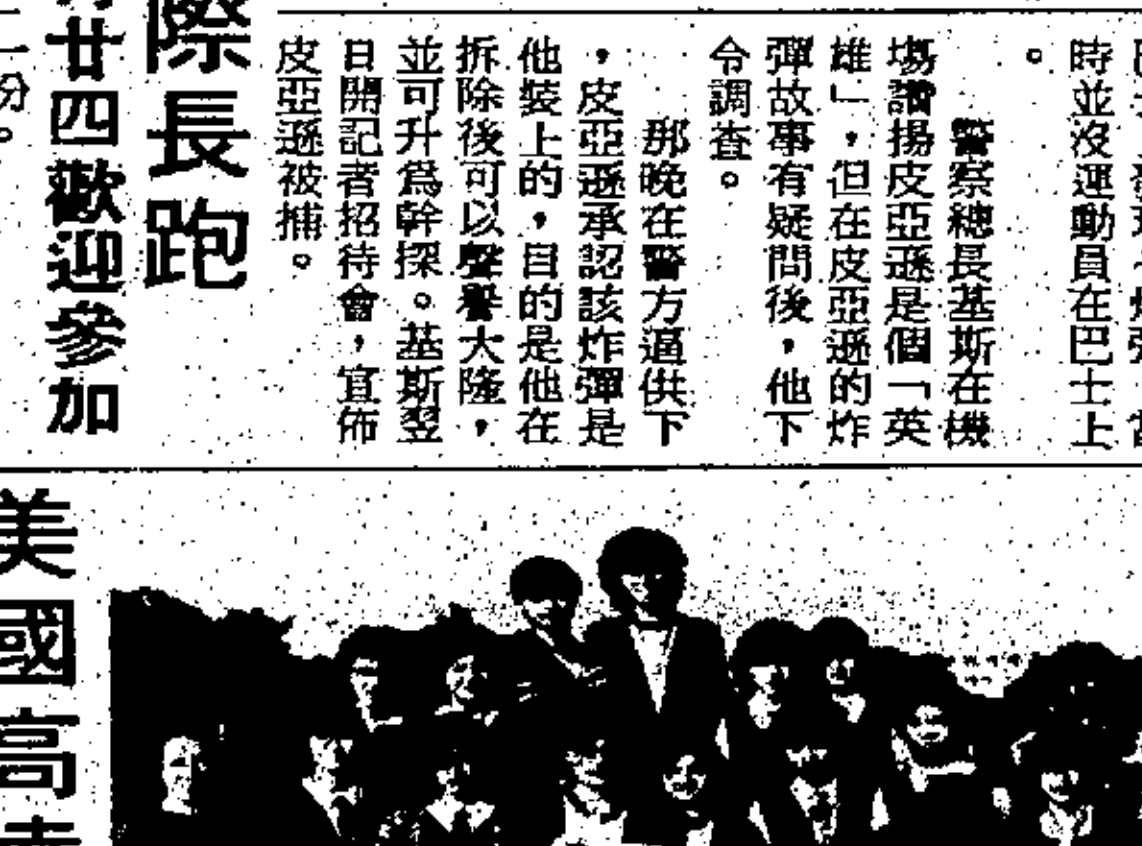 時並沒運動員在巴士上
。
警察總長基斯在機
場讚揚皮亞遜是個「英
雄」,但在皮亞遜的炸
彈故事有疑問後,他下
令調查。
那晚在警方逼供下
,皮亞遜承認該炸彈是
他裝上的,目的是他在
拆除後可以聲譽大隆,
並可升爲幹探。基斯翌
日開記者招待會,宣佈
皮亞遜被捕。
際長跑
廿四歡迎參加
一份。
美國高